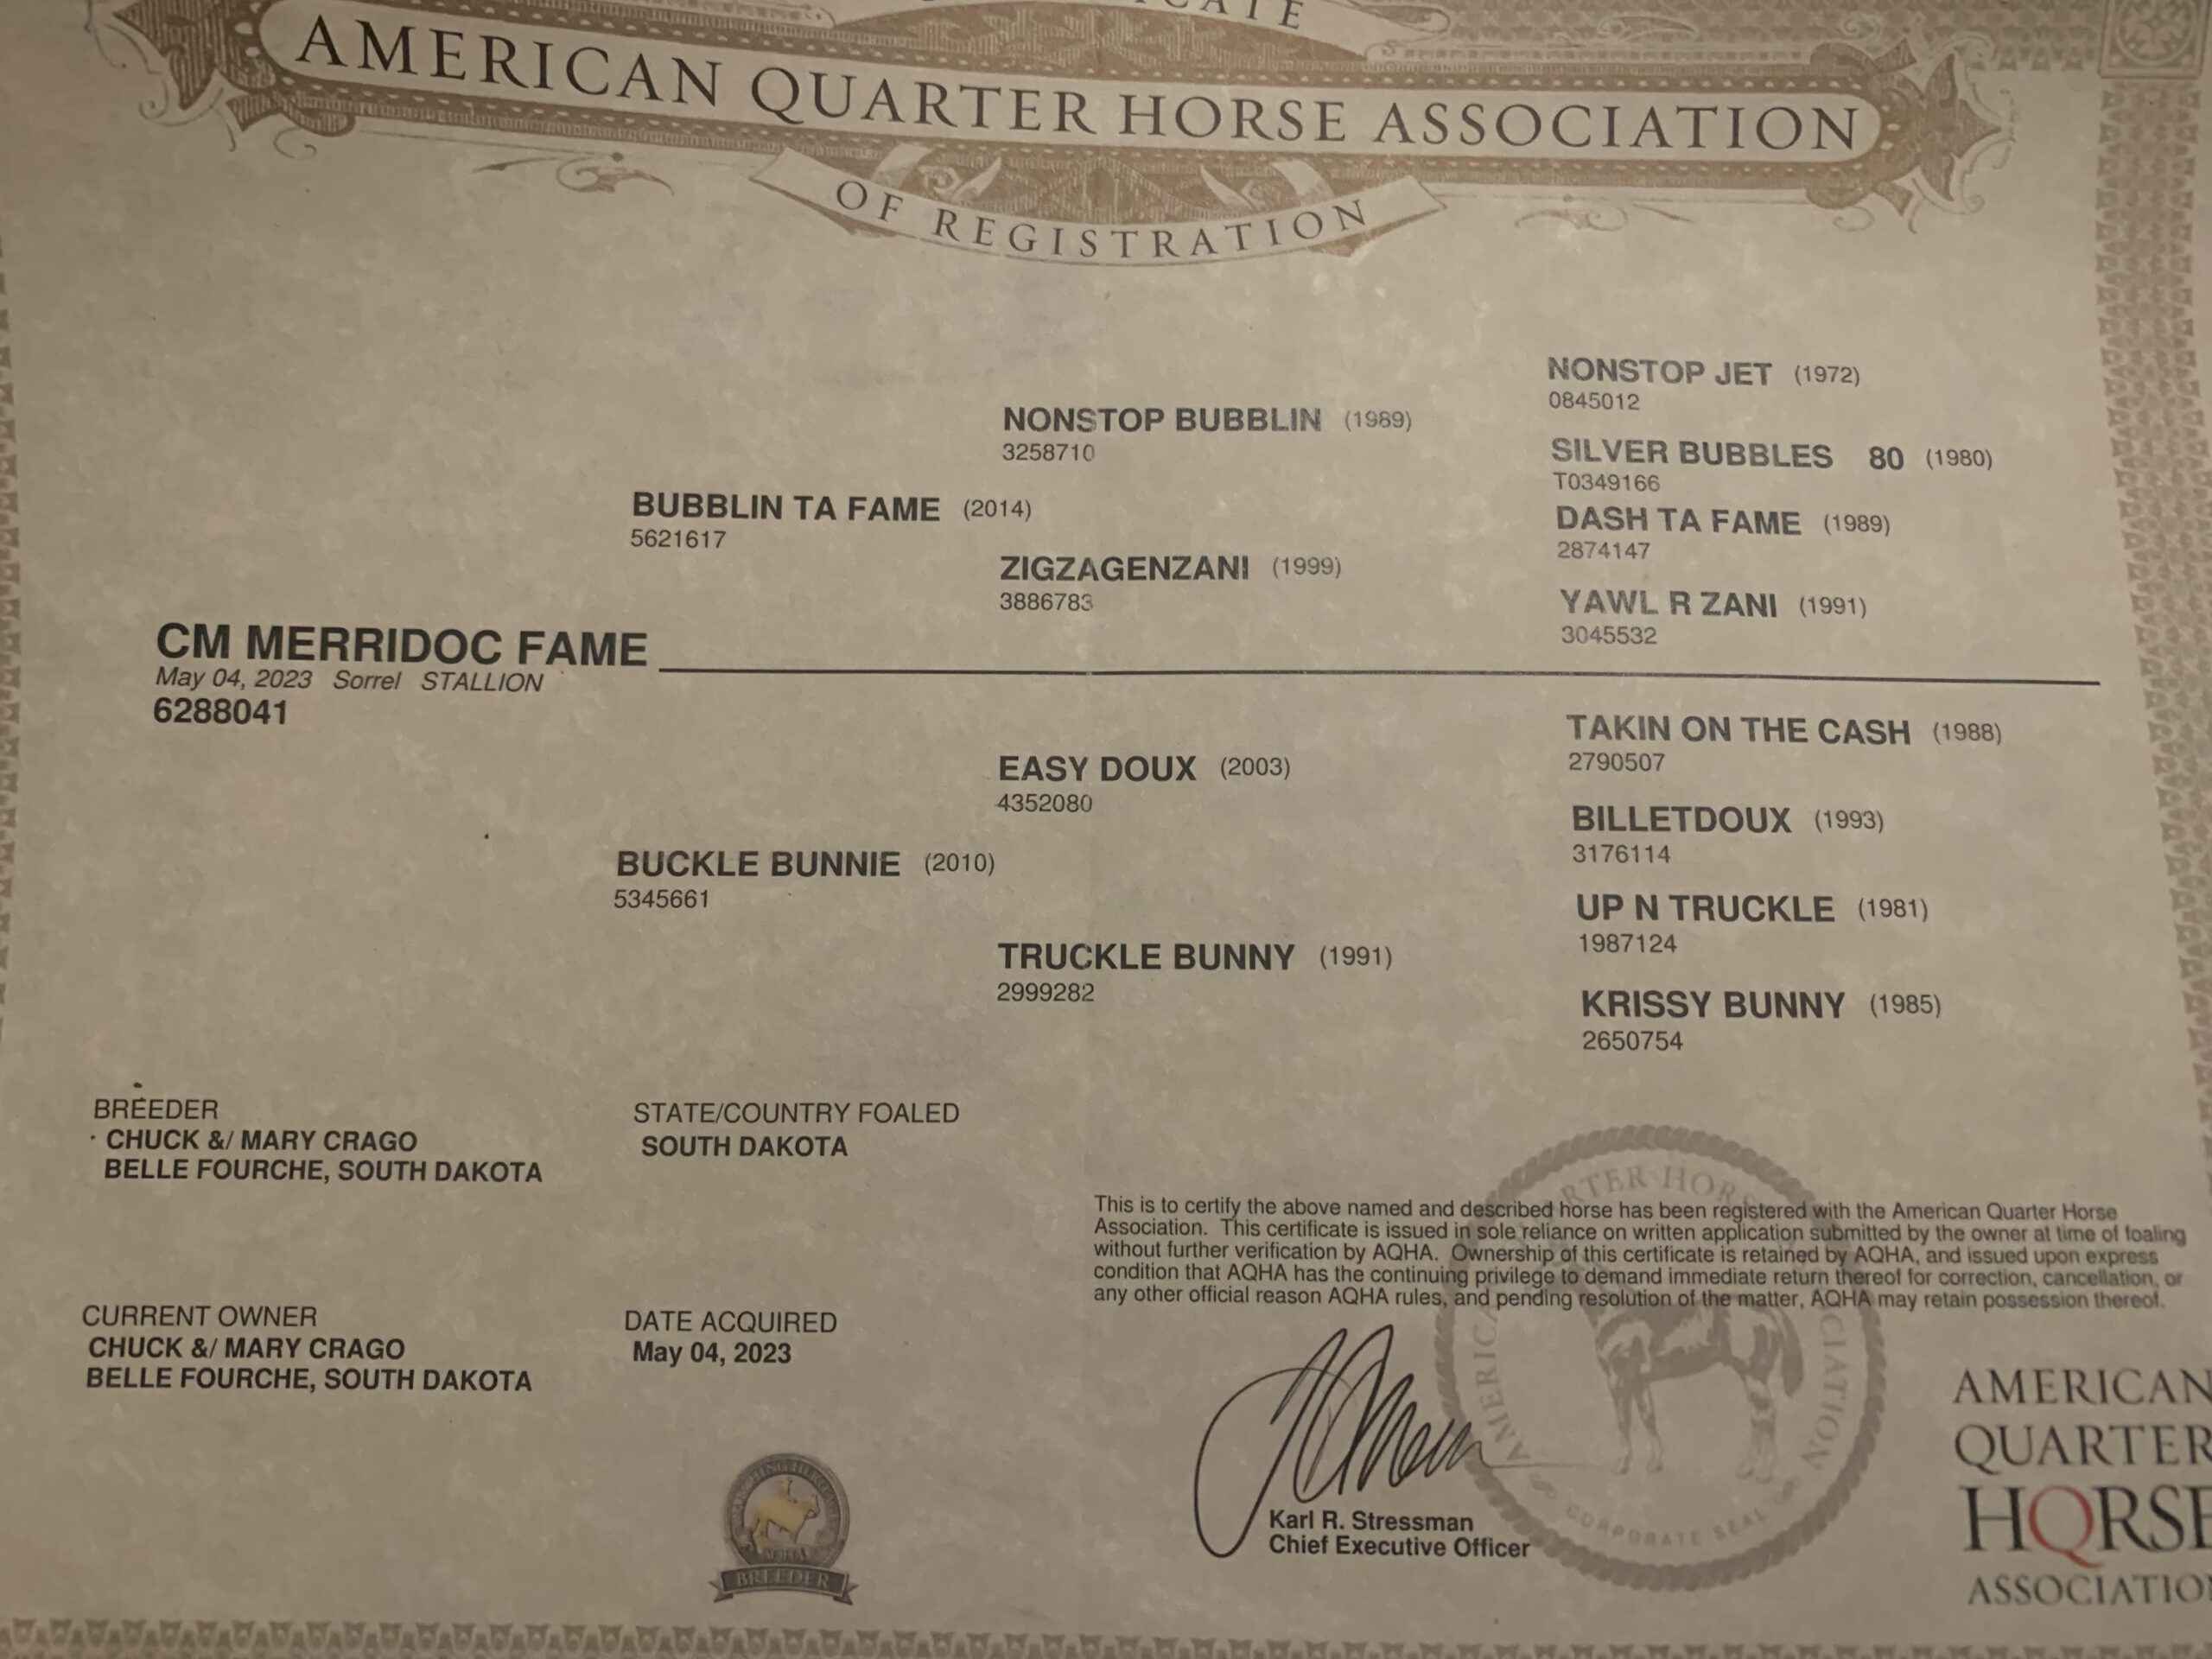 AMERICAN QUARTER HORSE ASSOCIATION
OF REGISTRATION
NONSTOP JET (1972)
0845012
NONSTOP BUBBLIN (1989)
3258710
SILVER BUBBLES 80 (1980)
T0349166
BUBBLIN TA FAME (2014)
5621617
DASH TA FAME (1989)
2874147
ZIGZAGENZANI (1999)
3886783
YAWL R ZANI (1991)
3045532
CM MERRIDOC FAME
May 04, 2023 Sorrel STALLION
6288041
TAKIN ON THE CASH (1988)
2790507
EASY DOUX (2003)
4352080
BILLETDOUX (1993)
3176114
BUCKLE BUNNIE (2010)
5345661
UP N TRUCKLE (1981)
1987124
TRUCKLE BUNNY (1991)
2999282
KRISSY BUNNY (1985)
2650754
BREEDER
CHUCK &/ MARY CRAGO
BELLE FOURCHE, SOUTH DAKOTA
STATE/COUNTRY FOALED
SOUTH DAKOTA
This is to certify the above named and described horse has been registered with the American Quarter Horse
Association. This certificate is issued in sole reliance on written application submitted by the owner at time of foaling
without further verification by AQHA. Ownership of this certificate is retained by AQHA, and issued upon express
condition that AQHA has the continuing privilege to demand immediate return thereof for correction, cancellation, or
any other official reason AQHA rules, and pending resolution of the matter, AQHA may retain possession thereof.
CURRENT OWNER
CHUCK &/ MARY CRAGO
BELLE FOURCHE, SOUTH DAKOTA
DATE ACQUIRED
May 04, 2023
Karl R. Stressman
Chief Executive Officer
CORPORATE SEAL
AQHA
BREEDER
AMERICAN
QUARTER
HORSE
ASSOCIATIO